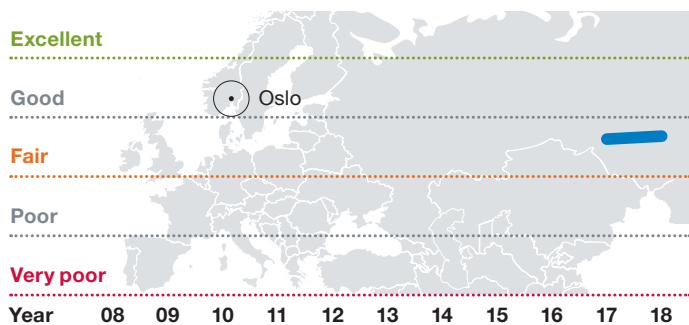 Excellent
Good
Oslo
Fair
Poor
Very poor
Year 08 09 10 11 12 13 14 15 16 17 18